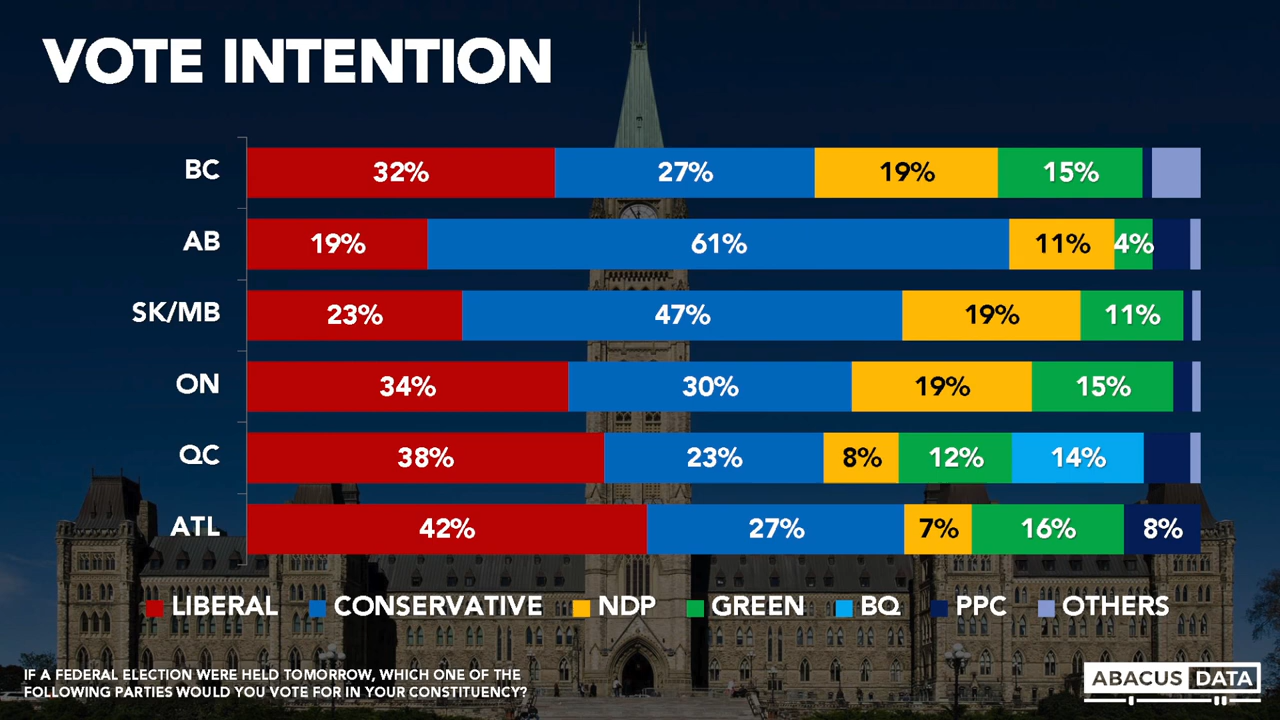 VOTE INTENTION
BC 32% 27% 19% 15%
AB 19% 61% 11% 4%
SK/MB 23% 47% 19% 11%
ON 34% 30% 19% 15%
QC 38% 23% 8% 12% 14%
ATL 42% 27% 7% 16% 8%
LIBERAL CONSERVATIVE NDP GREEN BQ PPC OTHERS
IF A FEDERAL ELECTION WERE HELD TOMORROW, WHICH ONE OF THE
FOLLOWING PARTIES WOULD YOU VOTE FOR IN YOUR CONSTITUENCY?
ABACUS DATA